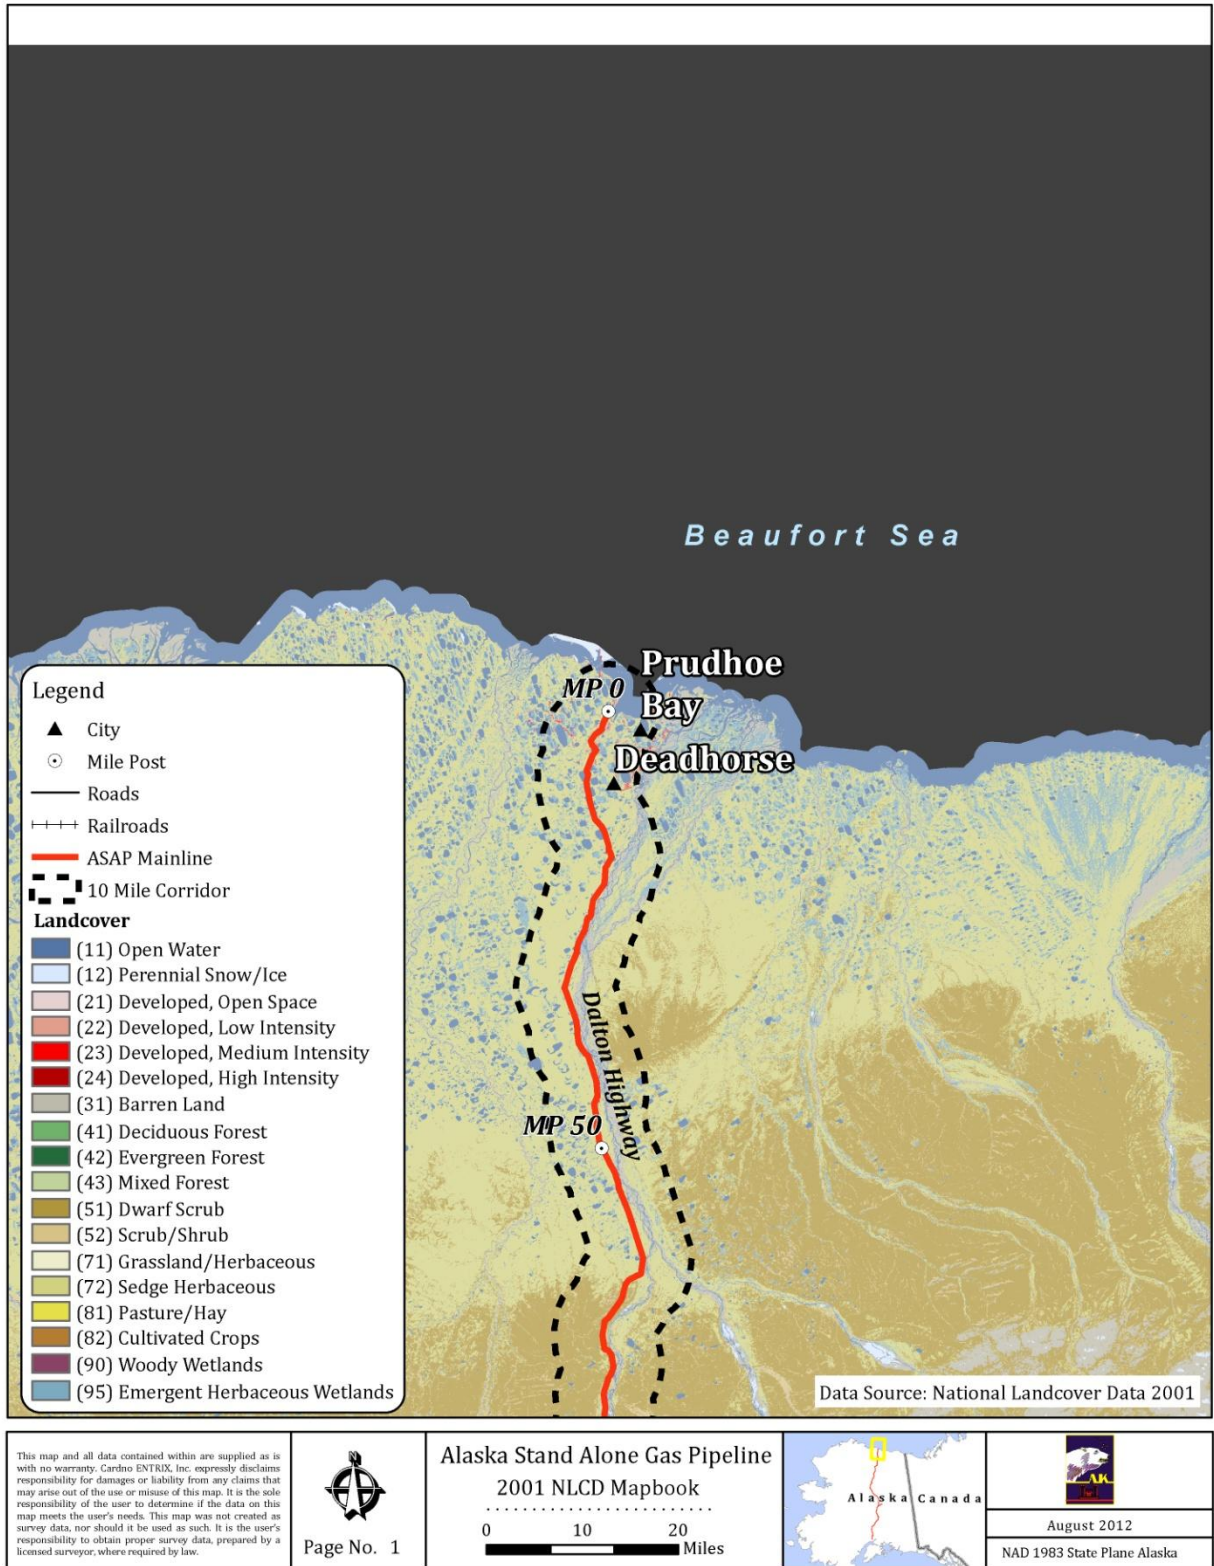 Beaufort Sea
Prudhoe
Bay
MP 0
Deadhorse
Dalton Highway
MP 50
Legend
City
Mile Post
Roads
Railroads
ASAP Mainline
10 Mile Corridor
Landcover
(11) Open Water
(12) Perennial Snow/Ice
(21) Developed, Open Space
(22) Developed, Low Intensity
(23) Developed, Medium Intensity
(24) Developed, High Intensity
(31) Barren Land
(41) Deciduous Forest
(42) Evergreen Forest
(43) Mixed Forest
(51) Dwarf Scrub
(52) Scrub/Shrub
(71) Grassland/Herbaceous
(72) Sedge Herbaceous
(81) Pasture/Hay
(82) Cultivated Crops
(90) Woody Wetlands
(95) Emergent Herbaceous Wetlands
Data Source: National Landcover Data 2001
This map and all data contained within are supplied as is
with no warranty. Cardno ENTRIX, Inc. expressly disclaims
responsibility for damages or liability from any claims that
may arise out of the use or misuse of this map. It is the sole
responsibility of the user to determine if the data on this
map meets the user's needs. This map was not created as
survey data, nor should it be used as such. It is the user's
responsibility to obtain proper survey data, prepared by a
licensed surveyor, where required by law.
N
Page No. 1
Alaska Stand Alone Gas Pipeline
2001 NLCD Mapbook
0 10 20
Miles
Alaska Canada
AK
August 2012
NAD 1983 State Plane Alaska